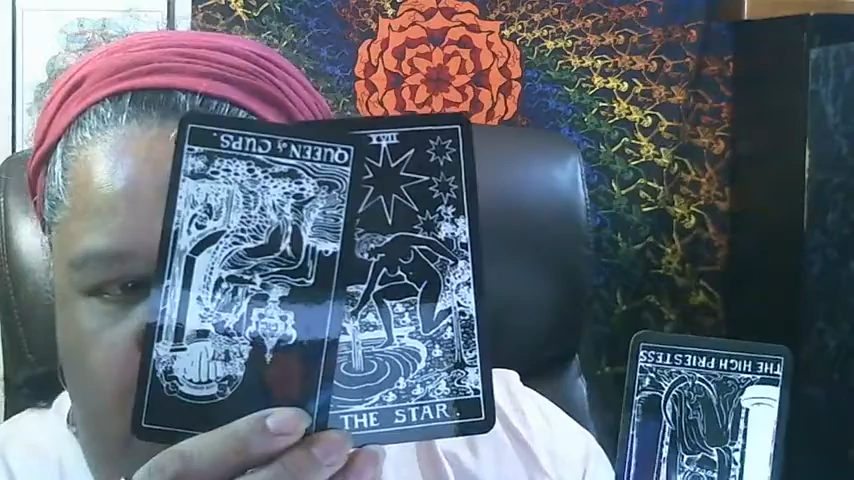 QUEEN of CUPS.
XVII
THE STAR.
THE HIGH PRIESTESS